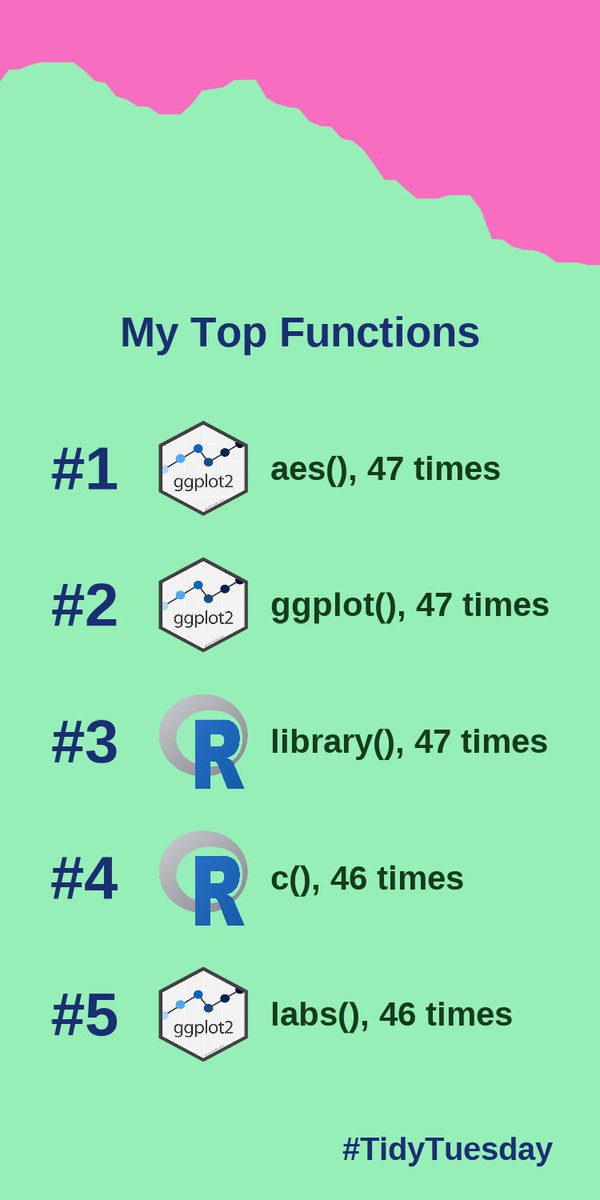 My Top Functions
#1 ggplot2 aes(), 47 times
#2 ggplot2 ggplot(), 47 times
#3 R library(), 47 times
#4 R c(), 46 times
#5 ggplot2 labs(), 46 times
#TidyTuesday